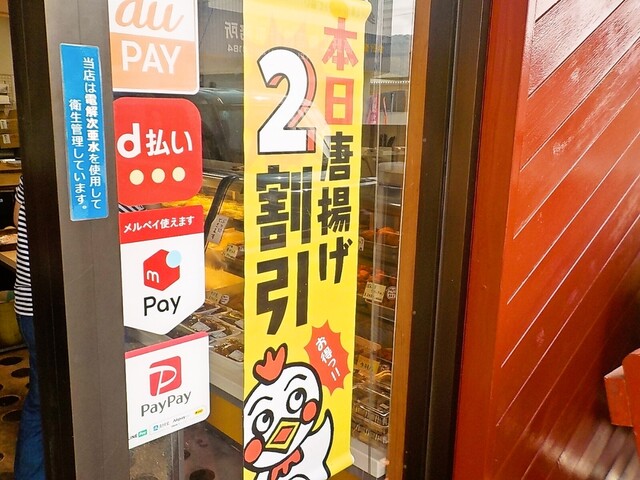 当店は電解次亜水を使用して
衛生管理しています。
au
PAY
d払い
メルペイ使えます
m
Pay
PayPay
本日唐揚げ
2割引
お得っ!!